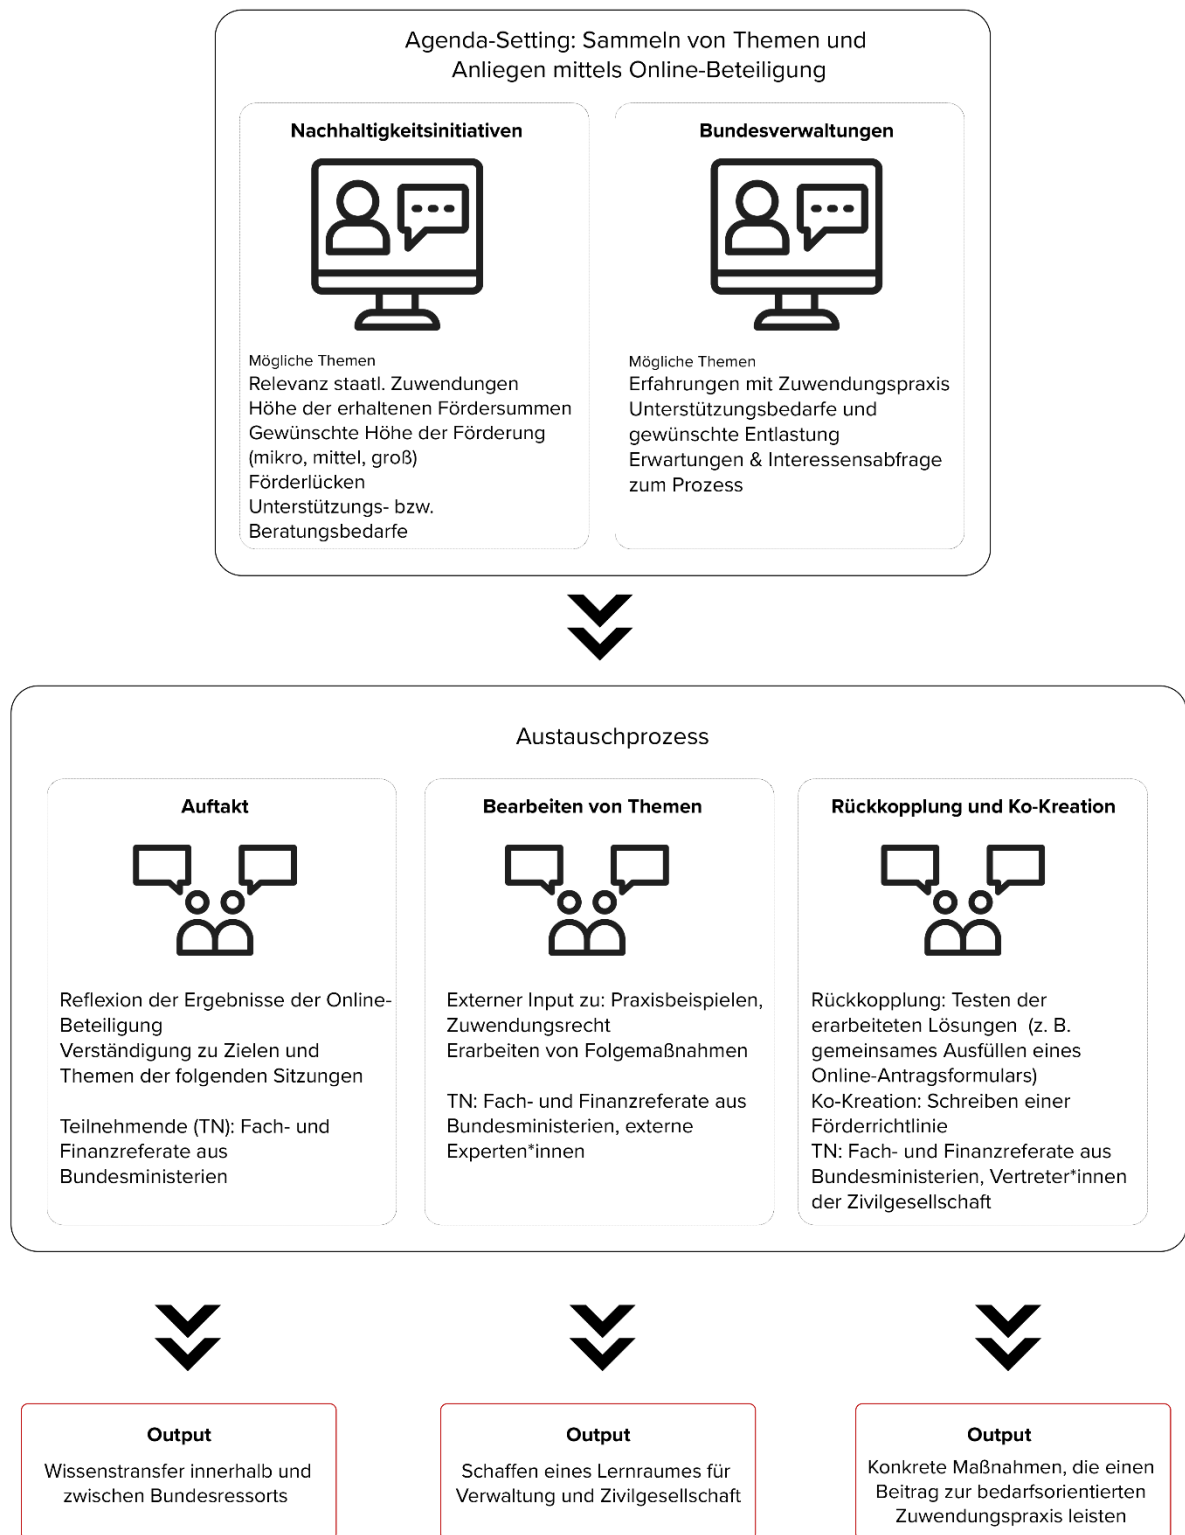 Agenda-Setting: Sammeln von Themen und
Anliegen mittels Online-Beteiligung
Nachhaltigkeitsinitiativen
Mögliche Themen
Relevanz staatl. Zuwendungen
Höhe der erhaltenen Fördersummen
Gewünschte Höhe der Förderung
(mikro, mittel, groß)
Förderlücken
Unterstützungs- bzw.
Beratungsbedarfe
Bundesverwaltungen
Mögliche Themen
Erfahrungen mit Zuwendungspraxis
Unterstützungsbedarfe und
gewünschte Entlastung
Erwartungen & Interessensabfrage
zum Prozess
Austauschprozess
Auftakt
Reflexion der Ergebnisse der Online-
Beteiligung
Verständigung zu Zielen und
Themen der folgenden Sitzungen
Teilnehmende (TN): Fach- und
Finanzreferate aus
Bundesministerien
Bearbeiten von Themen
Externer Input zu: Praxisbeispielen,
Zuwendungsrecht
Erarbeiten von Folgemaßnahmen
TN: Fach- und Finanzreferate aus
Bundesministerien, externe
Experten*innen
Rückkopplung und Ko-Kreation
Rückkopplung: Testen der
erarbeiteten Lösungen (z. B.
gemeinsames Ausfüllen eines
Online-Antragsformulars)
Ko-Kreation: Schreiben einer
Förderrichtlinie
TN: Fach- und Finanzreferate aus
Bundesministerien, Vertreter*innen
der Zivilgesellschaft
Output
Wissenstransfer innerhalb und
zwischen Bundesressorts
Output
Schaffen eines Lernraumes für
Verwaltung und Zivilgesellschaft
Output
Konkrete Maßnahmen, die einen
Beitrag zur bedarfsorientierten
Zuwendungspraxis leisten